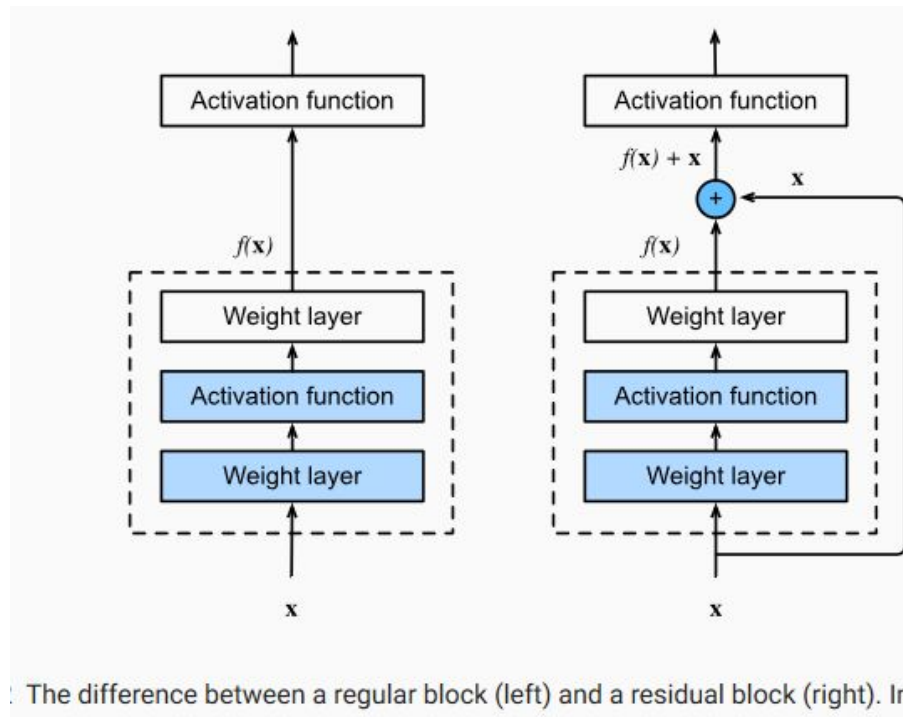 Activation function
f(x)
Weight layer
Activation function
Weight layer
x
Activation function
f(x) + x
x
+
f(x)
Weight layer
Activation function
Weight layer
x
The difference between a regular block (left) and a residual block (right).